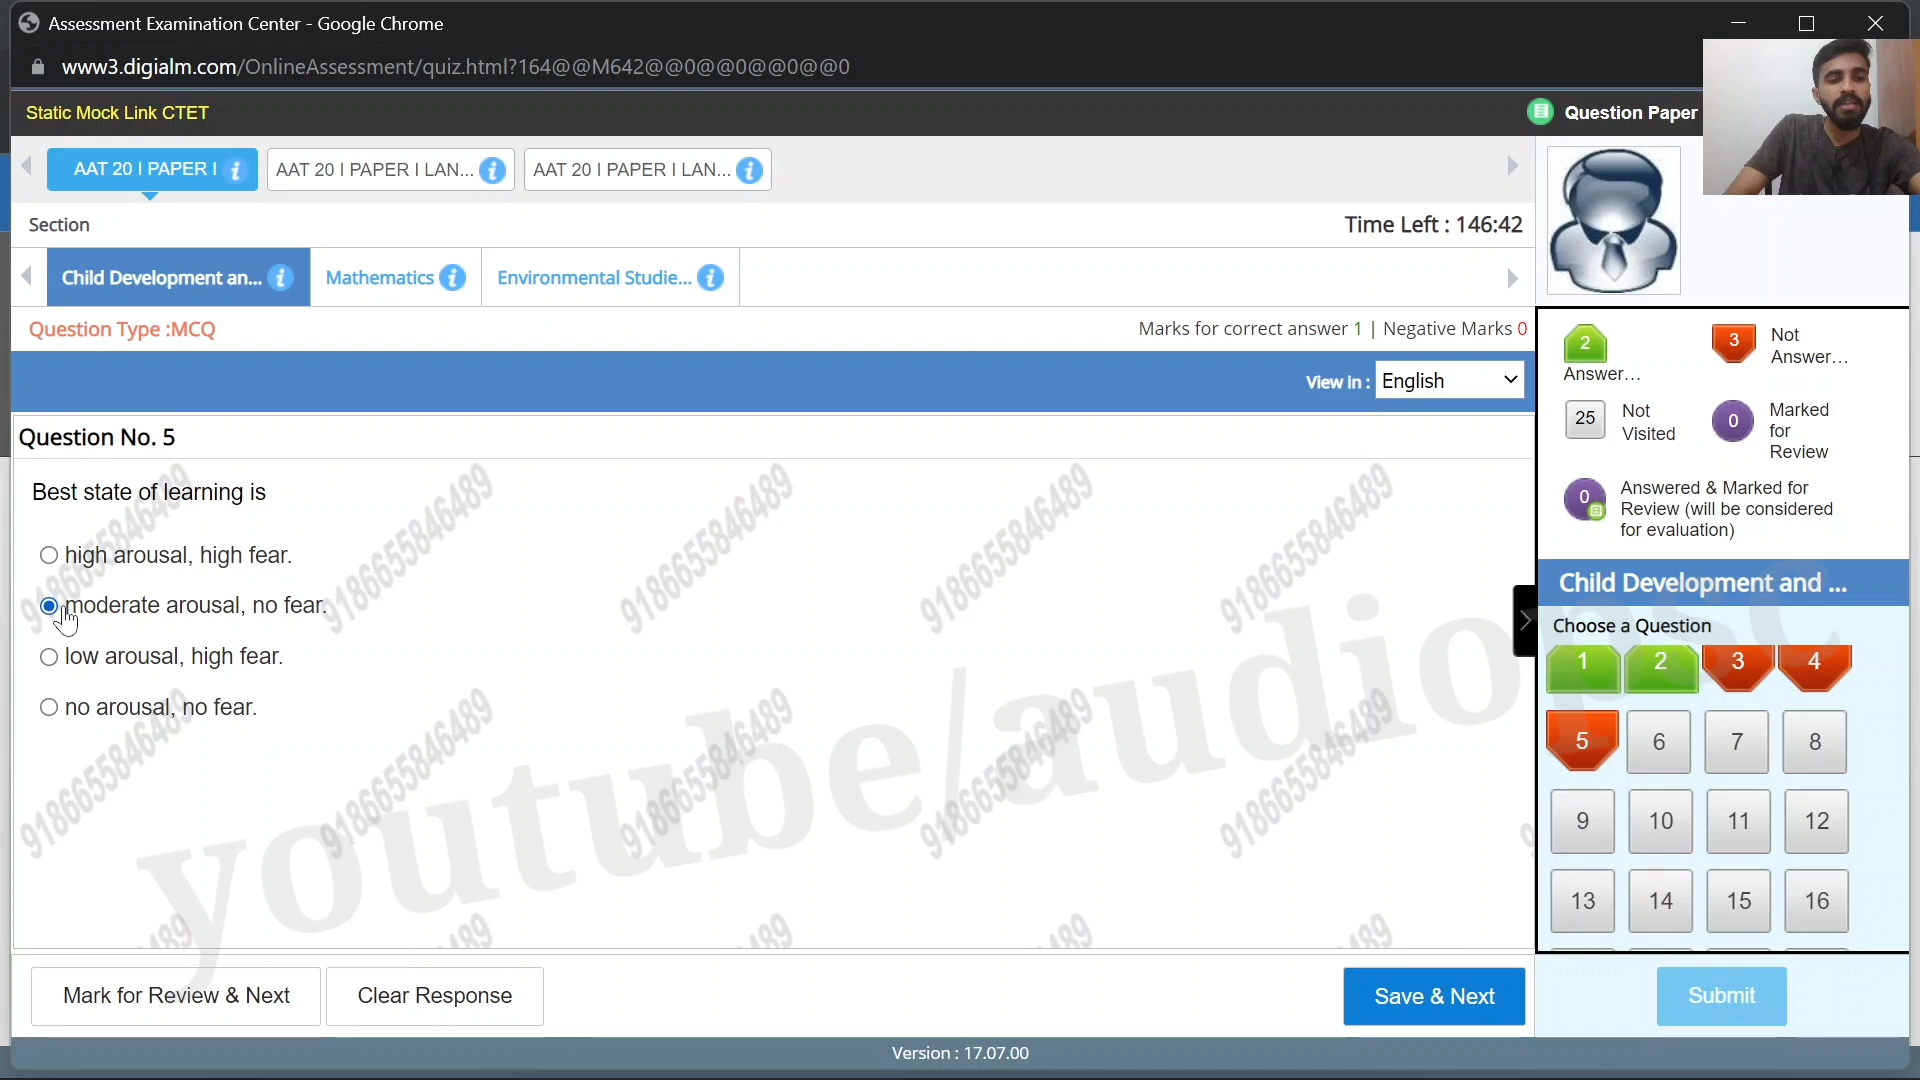 Assessment Examination Center - Google Chrome
www3.digialm.com/OnlineAssessment/quiz.html?164@@M642@@0@@0@@0@@0
Static Mock Link CTET
Question Paper
AAT 20 I PAPER I i
AAT 20 I PAPER I LAN... i
AAT 20 I PAPER I LAN... i
Section
Time Left : 146:42
Child Development an... i
Mathematics i
Environmental Studie... i
Question Type :MCQ
Marks for correct answer 1 | Negative Marks 0
View in : English
Question No. 5
Best state of learning is
high arousal, high fear.
moderate arousal, no fear.
low arousal, high fear.
no arousal, no fear.
918665584649
youtube/audiopsc
Mark for Review & Next
Clear Response
Save & Next
2 Answer...
3 Not Answer...
25 Not Visited
0 Marked for Review
0 Answered & Marked for Review (will be considered for evaluation)
Child Development and ...
Choose a Question
1 2 3 4
5 6 7 8
9 10 11 12
13 14 15 16
Submit
Version : 17.07.00